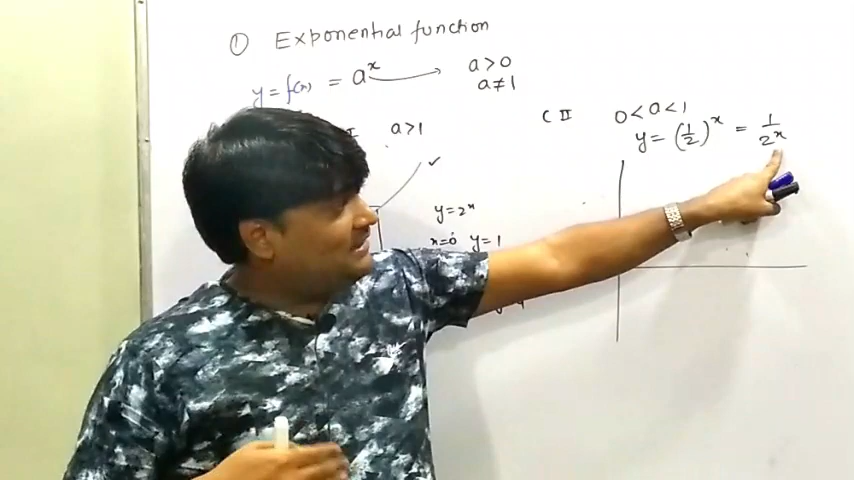 ① Exponential function
y = f(x) = aˣ → a > 0
a ≠ 1
I a > 1
C II 0 < a < 1
y = (1/2)ˣ = 1/2ˣ
✓
y = 2ˣ
x = 0 y = 1